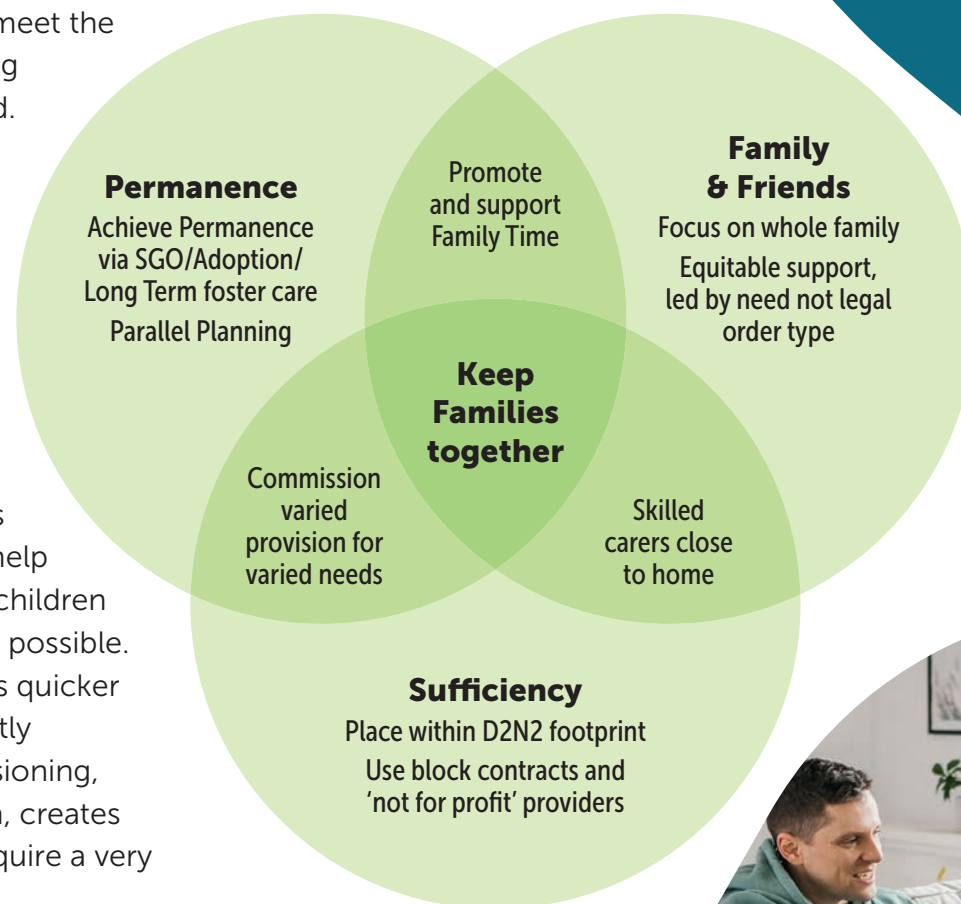 meet the
Permanence
Achieve Permanence
via SGO/Adoption/
Long Term foster care
Parallel Planning
Promote
and support
Family Time
Family
& Friends
Focus on whole family
Equitable support,
led by need not legal
order type
Keep
Families
together
Commission
varied
provision for
varied needs
Skilled
carers close
to home
Sufficiency
Place within D2N2 footprint
Use block contracts and
‘not for profit’ providers
help
children
possible.
quicker
creates
a very